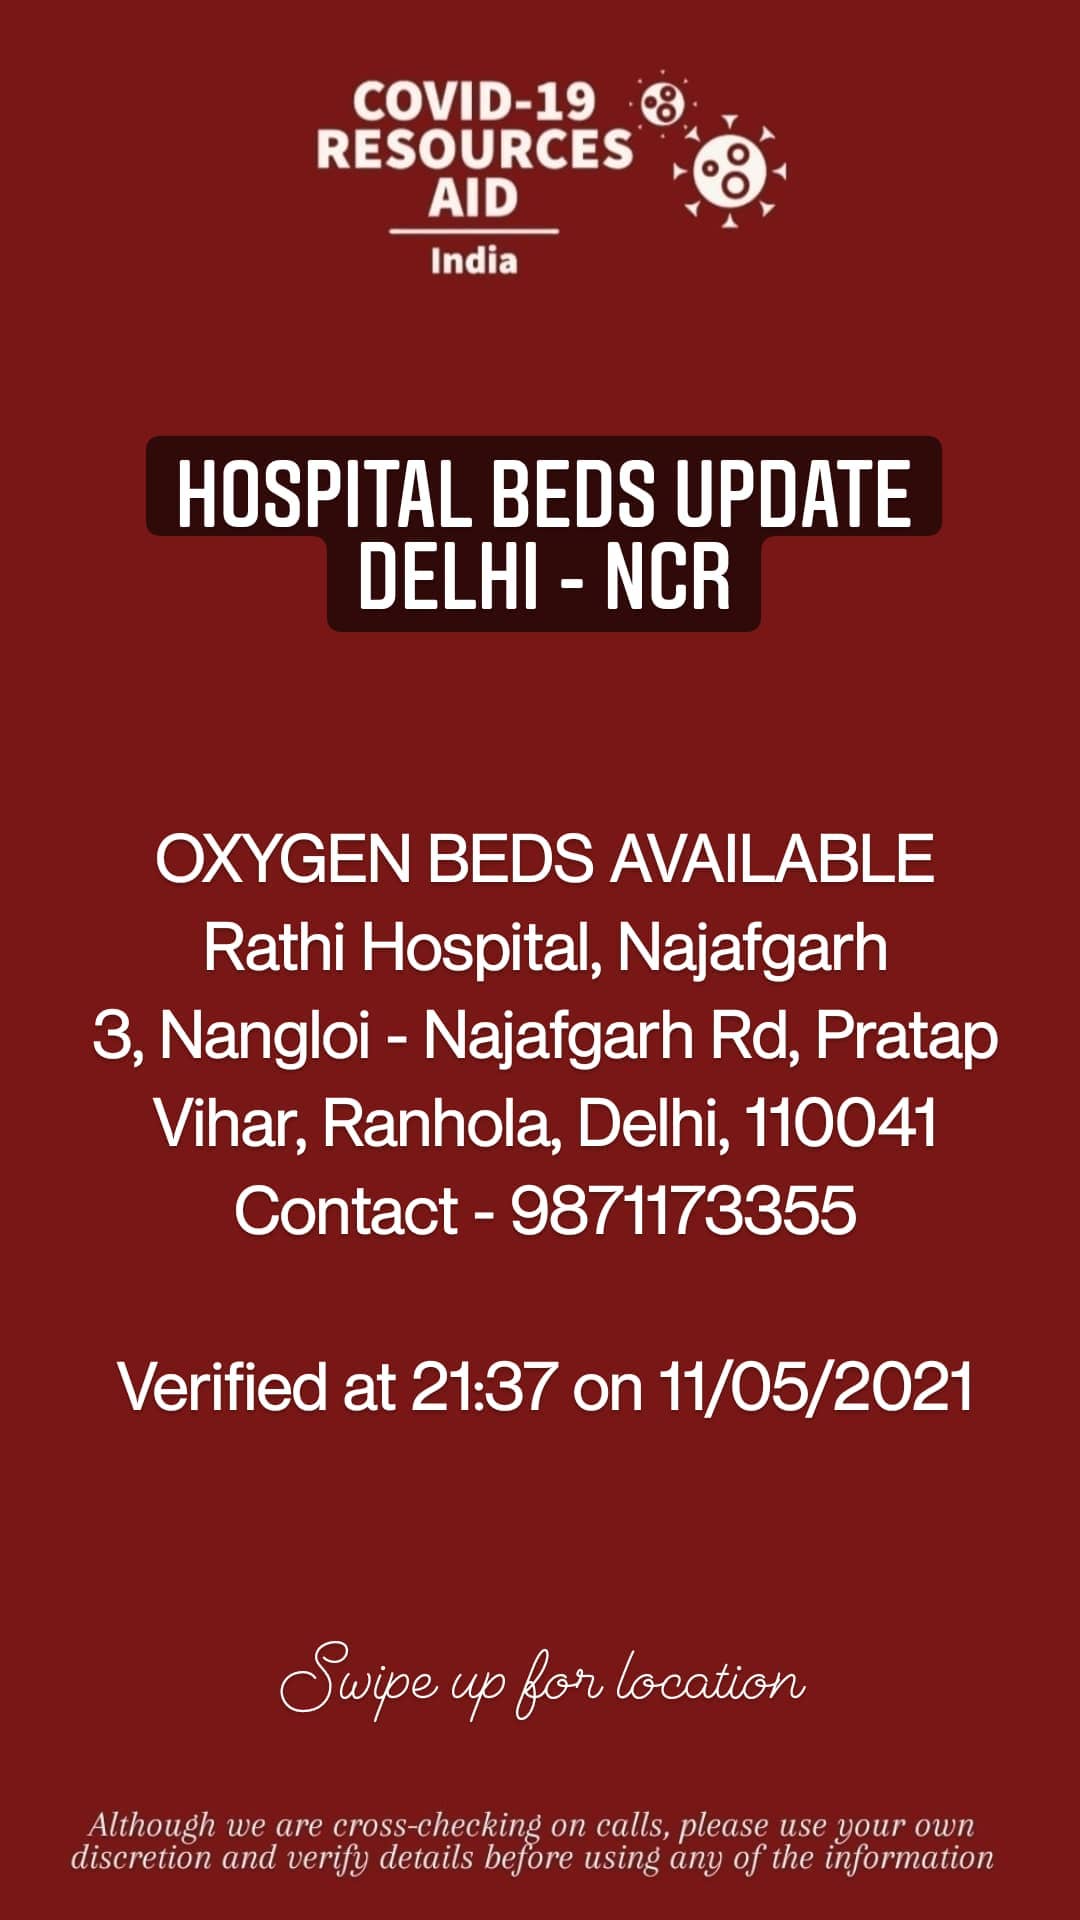 COVID-19
RESOURCES
AID
India
HOSPITAL BEDS UPDATE
DELHI - NCR
OXYGEN BEDS AVAILABLE
Rathi Hospital, Najafgarh
3, Nangloi - Najafgarh Rd, Pratap
Vihar, Ranhola, Delhi, 110041
Contact - 9871173355
Verified at 21:37 on 11/05/2021
Swipe up for location
Although we are cross-checking on calls, please use your own
discretion and verify details before using any of the information